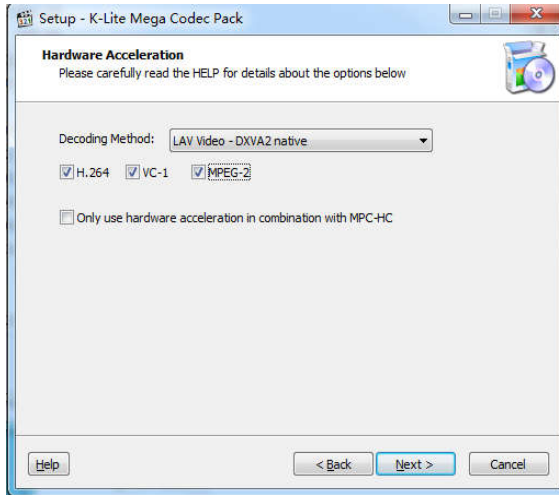 Setup - K-Lite Mega Codec Pack
Hardware Acceleration
Please carefully read the HELP for details about the options below
Decoding Method: LAV Video - DXVA2 native
H.264 VC-1 MPEG-2
Only use hardware acceleration in combination with MPC-HC
Help < Back Next > Cancel